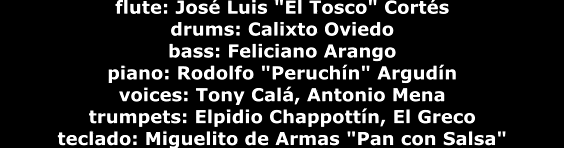 flute: José Luis "El Tosco" Cortés
drums: Calixto Oviedo
bass: Feliciano Arango
piano: Rodolfo "Peruchín" Argudín
voices: Tony Calá, Antonio Mena
trumpets: Elpidio Chappottín, El Greco
teclado: Miguelito de Armas "Pan con Salsa"